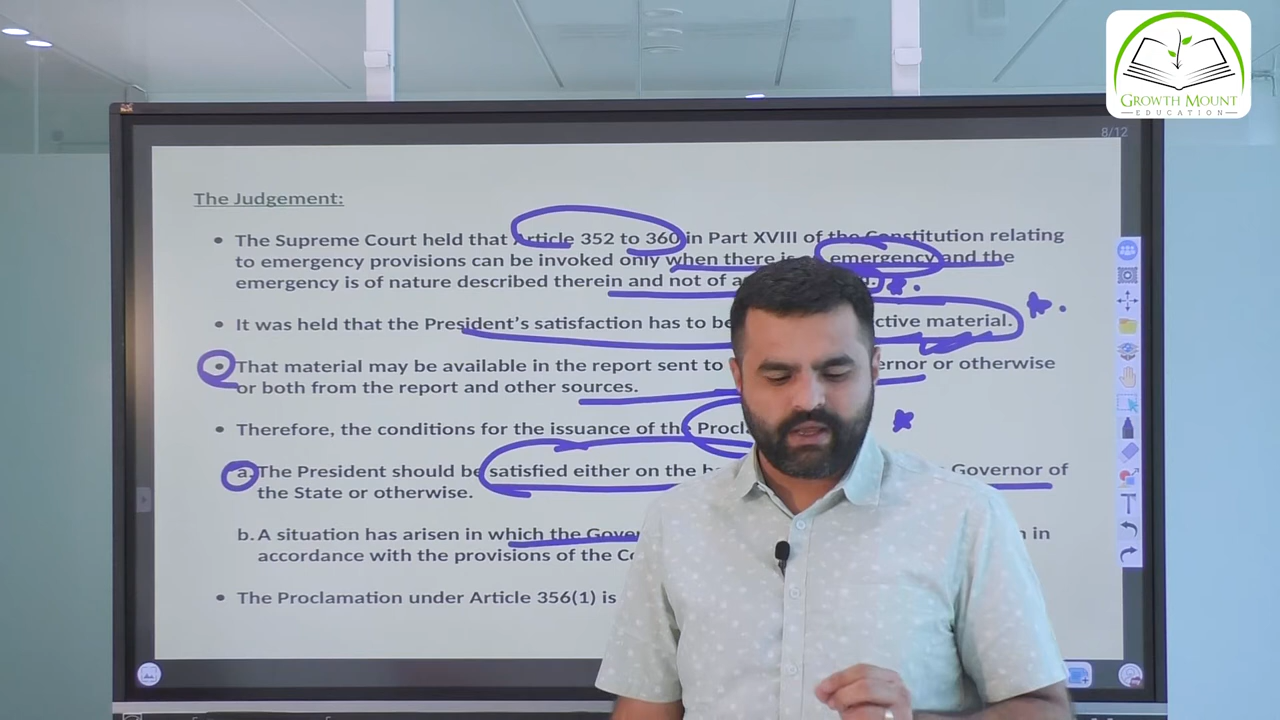 GROWTH MOUNT
EDUCATION
8/12
The Judgement:
• The Supreme Court held that Article 352 to 360 in Part XVIII of the Constitution relating
to emergency provisions can be invoked only when there is emergency and the
emergency is of nature described therein and not of a
• It was held that the President's satisfaction has to be material.
• That material may be available in the report sent to or otherwise
or both from the report and other sources.
• Therefore, the conditions for the issuance of the
a. The President should be satisfied either on the Governor of
the State or otherwise.
b. A situation has arisen in which the in
accordance with the provisions of the
• The Proclamation under Article 356(1) is